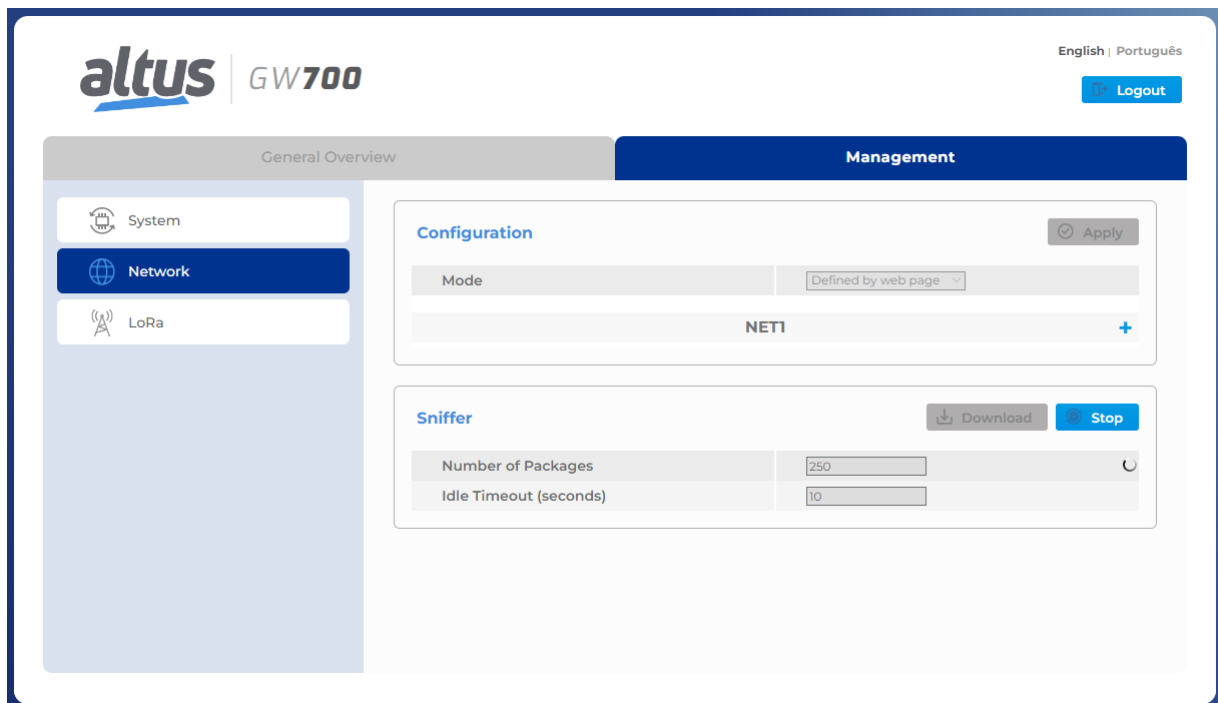 altus GW700
English | Português
Logout
General Overview
Management
System
Network
LoRa
Configuration
Apply
Mode
Defined by web page
NET1 +
Sniffer
Download
Stop
Number of Packages
250
Idle Timeout (seconds)
10